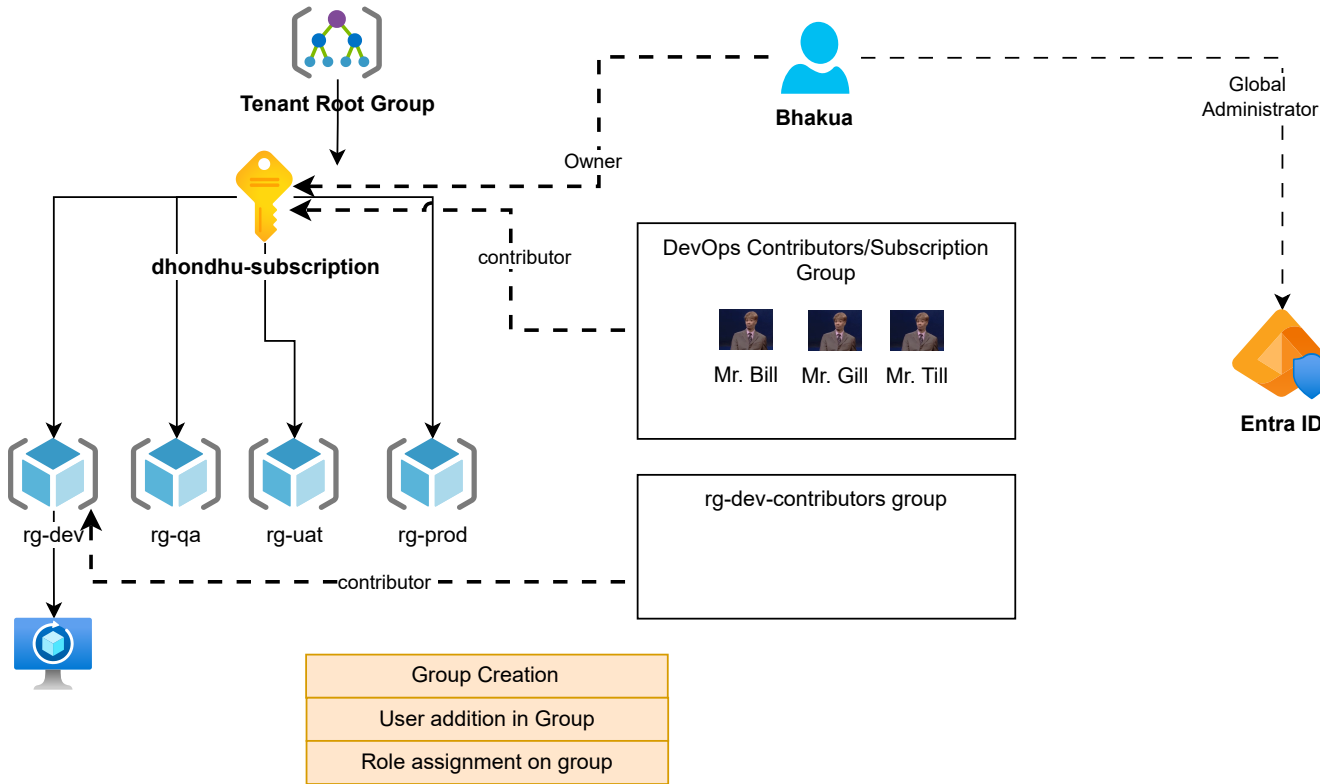 Tenant Root Group
Bhakua
Global
Administrator
Owner
dhondhu-subscription
contributor
DevOps Contributors/Subscription
Group
Mr. Bill
Mr. Gill
Mr. Till
Entra ID
rg-dev
rg-qa
rg-uat
rg-prod
rg-dev-contributors group
contributor
Group Creation
User addition in Group
Role assignment on group